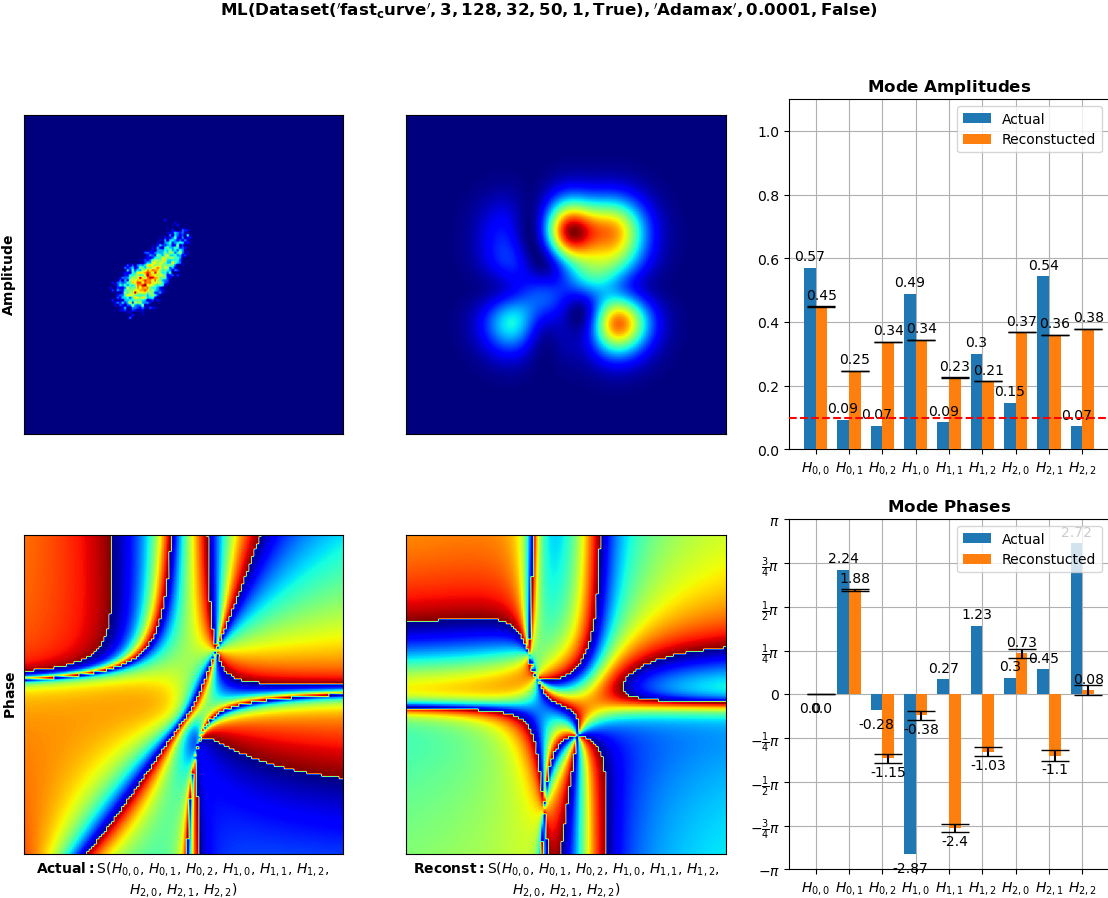 ML(Dataset(′fast_curve′, 3, 128, 32, 50, 1, True), ′Adamax′, 0.0001, False)
Amplitude
Mode Amplitudes
Actual
Reconstucted
1.0
0.8
0.6
0.4
0.2
0.0
0.57
0.45
0.09
0.25
0.07
0.34
0.49
0.34
0.09
0.23
0.3
0.21
0.15
0.37
0.54
0.36
0.07
0.38
H0,0 H0,1 H0,2 H1,0 H1,1 H1,2 H2,0 H2,1 H2,2
Phase
Actual: S(H0,0, H0,1, H0,2, H1,0, H1,1, H1,2,
H2,0, H2,1, H2,2)
Reconst: S(H0,0, H0,1, H0,2, H1,0, H1,1, H1,2,
H2,0, H2,1, H2,2)
Mode Phases
Actual
Reconstucted
π
3/4π
1/2π
1/4π
0
−1/4π
−1/2π
−3/4π
−π
0.0
0.0
2.24
1.88
-0.28
-1.15
-2.87
-0.38
0.27
-2.4
1.23
-1.03
0.3
0.73
0.45
-1.1
2.72
0.08
H0,0 H0,1 H0,2 H1,0 H1,1 H1,2 H2,0 H2,1 H2,2